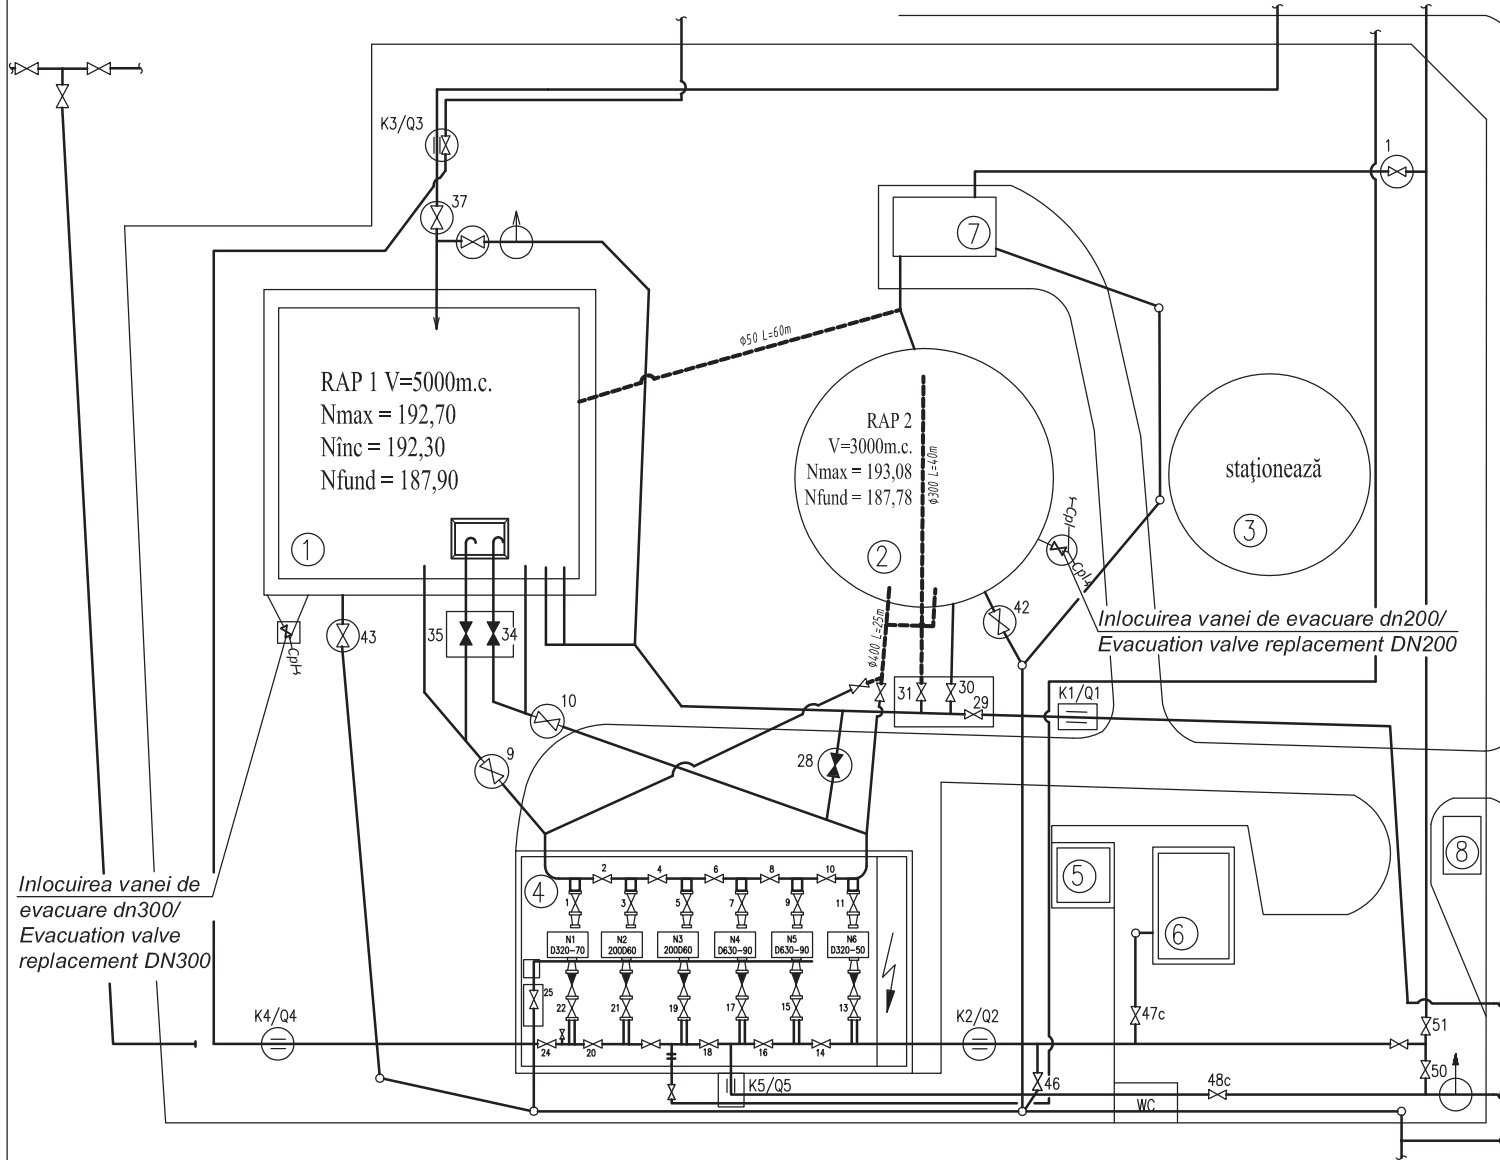 K3/Q3
37
1
7
ϕ50 L=60m
RAP 1 V=5000m.c.
Nmax = 192,70
Nînc = 192,30
Nfund = 187,90
1
RAP 2
V=3000m.c.
Nmax = 193,08
Nfund = 187,78
ϕ300 L=40m
2
staţionează
3
Cpl
Cpl
42
Inlocuirea vanei de evacuare dn200/
Evacuation valve replacement DN200
43
Cpl
35
34
ϕ400 L=25m
10
9
31
30
29
K1/Q1
28
Inlocuirea vanei de
evacuare dn300/
Evacuation valve
replacement DN300
4
2
4
6
8
10
1
3
5
7
9
11
N1
D320-70
N2
200D60
N3
200D60
N4
D630-90
N5
D630-90
N6
D320-50
25
22
21
19
17
15
13
24
20
18
16
14
5
6
8
K4/Q4
K2/Q2
K5/Q5
47c
51
50
46
48c
WC